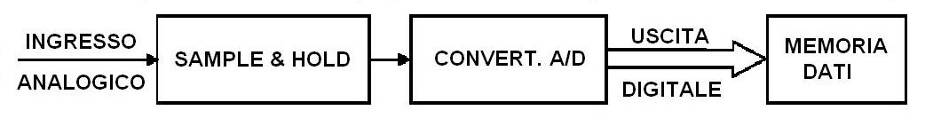 INGRESSO
ANALOGICO
SAMPLE & HOLD
CONVERT. A/D
USCITA
DIGITALE
MEMORIA
DATI